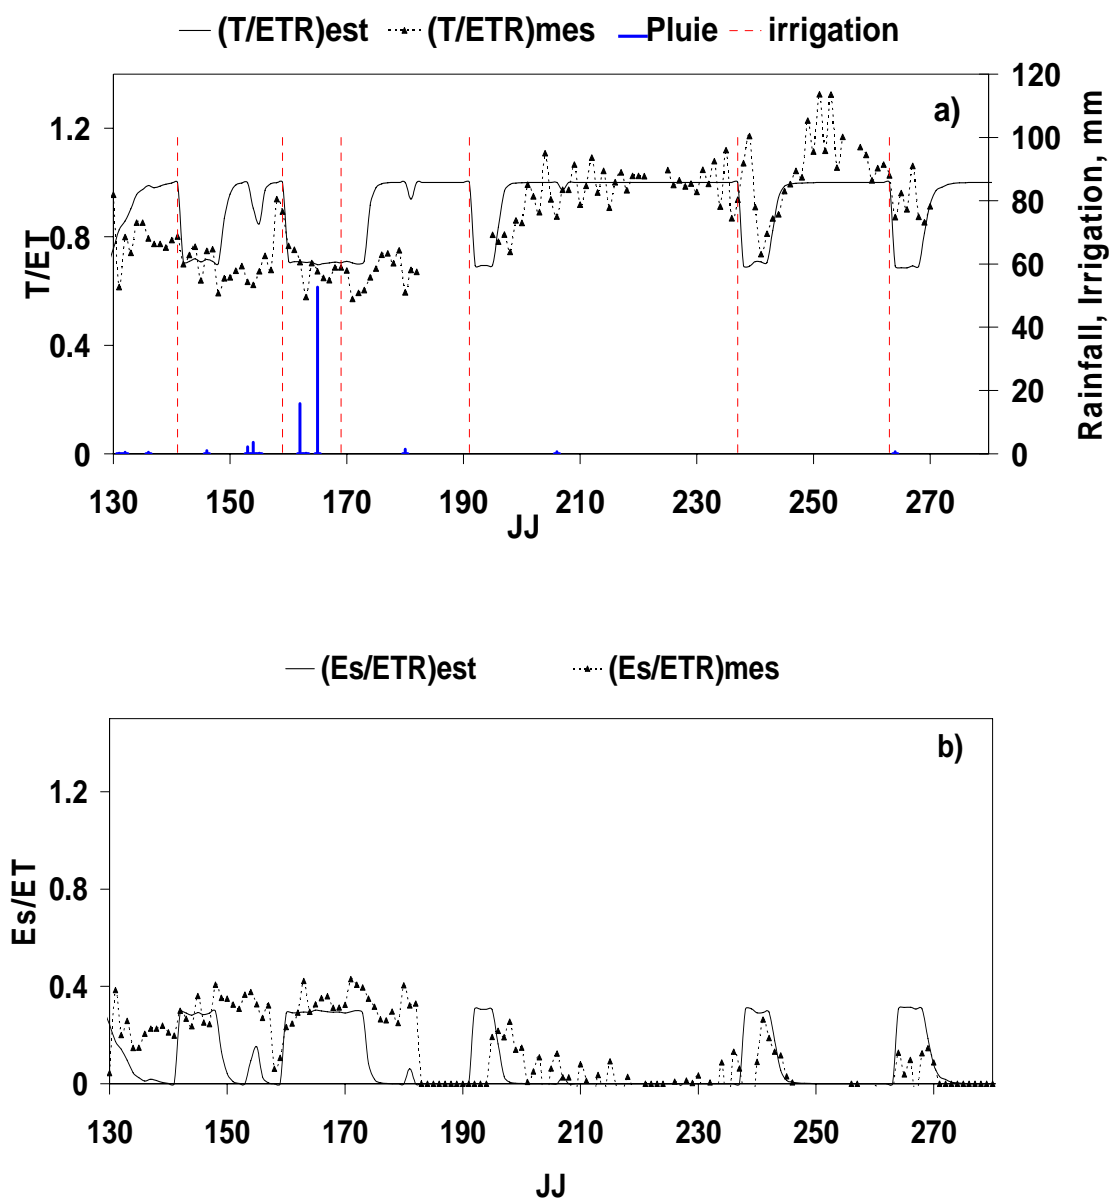 (T/ETR)est (T/ETR)mes Pluie irrigation
a)
T/ET
1.2
0.8
0.4
0
120
100
80
60
40
20
0
Rainfall, Irrigation, mm
130 150 170 190 210 230 250 270
JJ
(Es/ETR)est (Es/ETR)mes
b)
Es/ET
1.2
0.8
0.4
0
130 150 170 190 210 230 250 270
JJ